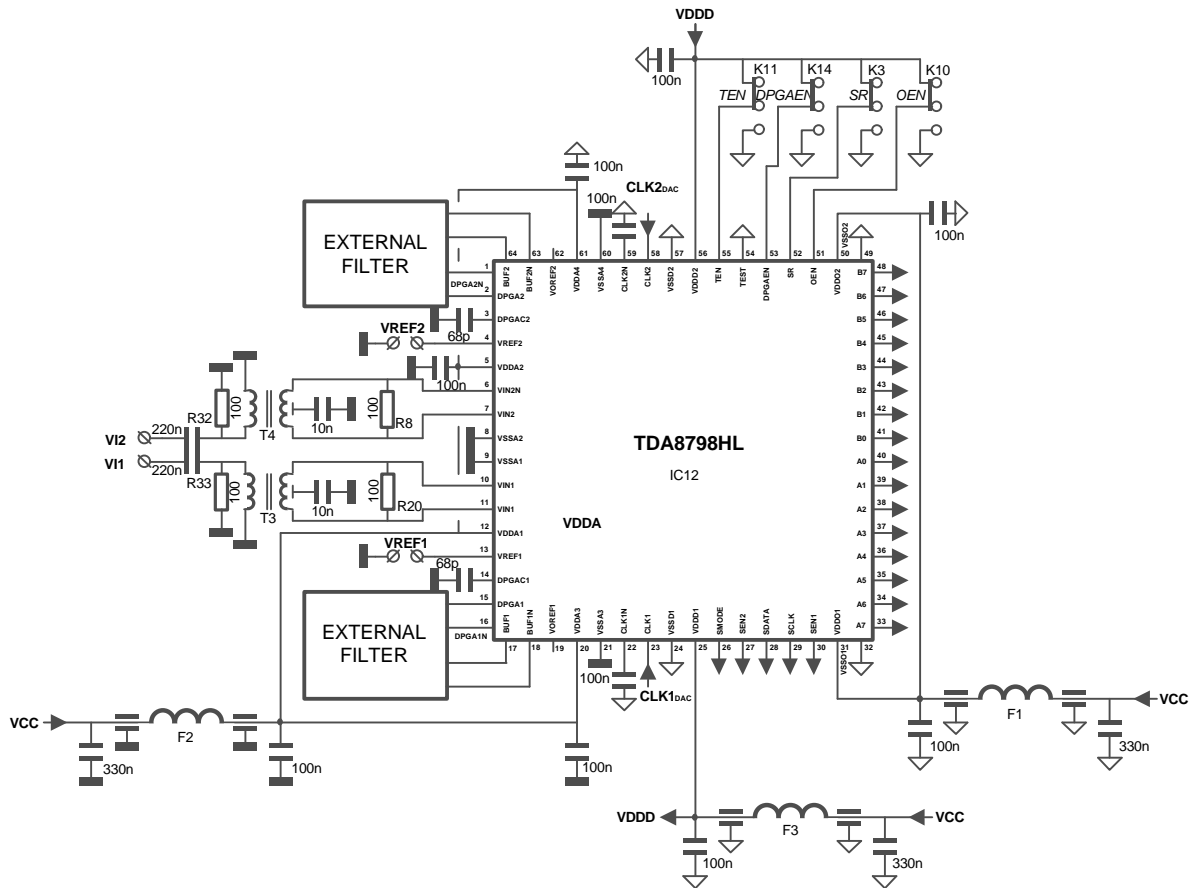 VDDD
K11
K14
K3
K10
100n
TEN
DPGAEN
SR
OEN
100n
100n
CLK2DAC
100n
EXTERNAL
FILTER
64
63
62
61
60
59
58
57
56
55
54
53
52
51
50
49
BUF2
BUF2N
VOREF2
VDDA4
VSSA4
CLK2N
CLK2
VSSD2
VDDD2
TEN
TEST
DPGAEN
SR
OEN
VDDO2
VSSO2
1
DPGA2N
2
DPGA2
3
DPGAC2
68p
VREF2
4
VREF2
5
VDDA2
100n
6
VIN2N
7
VIN2
8
VSSA2
9
VSSA1
10
VIN1
11
VIN1
12
VDDA1
13
VREF1
14
DPGAC1
15
DPGA1
16
DPGA1N
B7
48
B6
47
B5
46
B4
45
B3
44
B2
43
B1
42
B0
41
A0
40
A1
39
A2
38
A3
37
A4
36
A5
35
A6
34
A7
33
TDA8798HL
IC12
VDDA
R32
100
T4
10n
100
R8
VI2
220n
VI1
220n
R33
100
T3
10n
100
R20
VREF1
68p
EXTERNAL
FILTER
BUF1
BUF1N
VOREF1
VDDA3
VSSA3
CLK1N
CLK1
VSSD1
VDDD1
SMODE
SEN2
SDATA
SCLK
SEN1
VDDO1
VSSO1
17
18
19
20
21
22
23
24
25
26
27
28
29
30
31
32
100n
CLK1DAC
VCC
F2
330n
100n
100n
F1
VCC
100n
330n
VDDD
F3
VCC
100n
330n